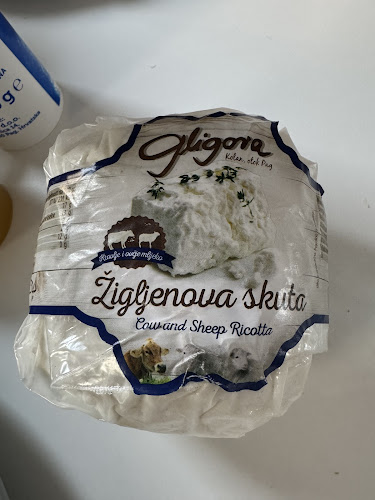 g e
d.o.o.
gligora
Kolan, otok Pag
Kravlje i ovčje mlijeko
Žigljenova skuta
Cow and Sheep Ricotta